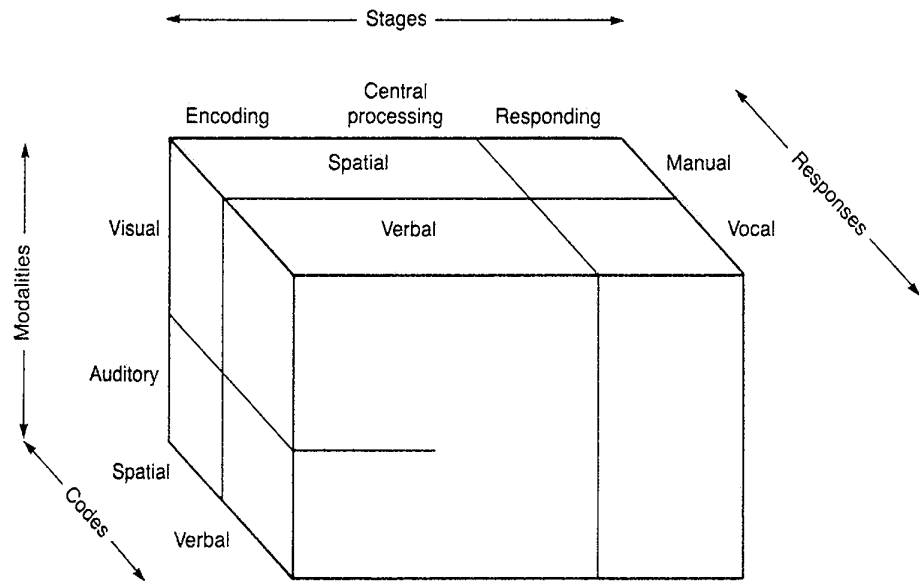 Stages
Encoding
Central
processing
Responding
Spatial
Manual
Responses
Visual
Verbal
Vocal
Modalities
Auditory
Spatial
Codes
Verbal